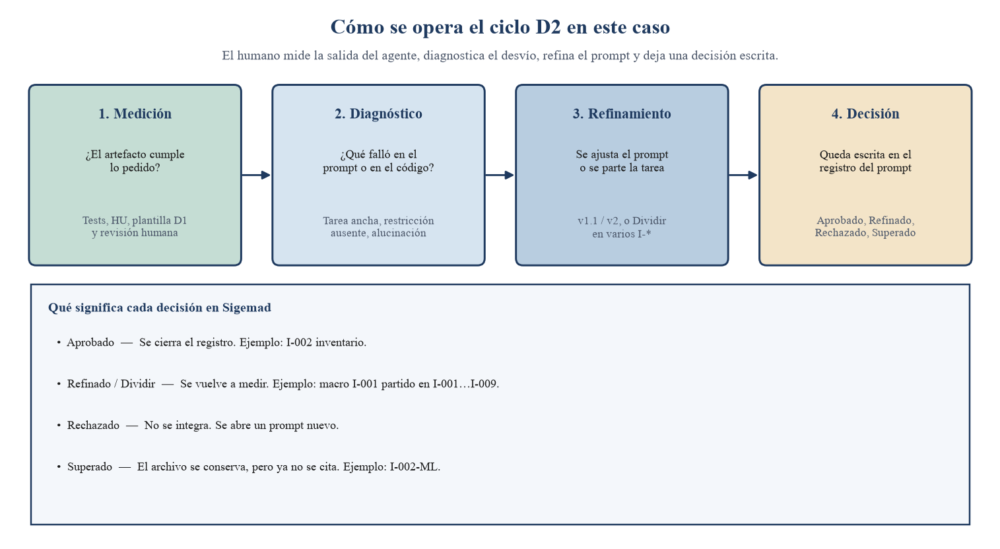 Cómo se opera el ciclo D2 en este caso
El humano mide la salida del agente, diagnostica el desvío, refina el prompt y deja una decisión escrita.
1. Medición
¿El artefacto cumple
lo pedido?
Tests, HU, plantilla D1
y revisión humana
2. Diagnóstico
¿Qué falló en el
prompt o en el código?
Tarea ancha, restricción
ausente, alucinación
3. Refinamiento
Se ajusta el prompt
o se parte la tarea
v1.1 / v2, o Dividir
en varios I-*
4. Decisión
Queda escrita en el
registro del prompt
Aprobado, Refinado,
Rechazado, Superado
Qué significa cada decisión en Sigemad
• Aprobado — Se cierra el registro. Ejemplo: I-002 inventario.
• Refinado / Dividir — Se vuelve a medir. Ejemplo: macro I-001 partido en I-001…I-009.
• Rechazado — No se integra. Se abre un prompt nuevo.
• Superado — El archivo se conserva, pero ya no se cita. Ejemplo: I-002-ML.